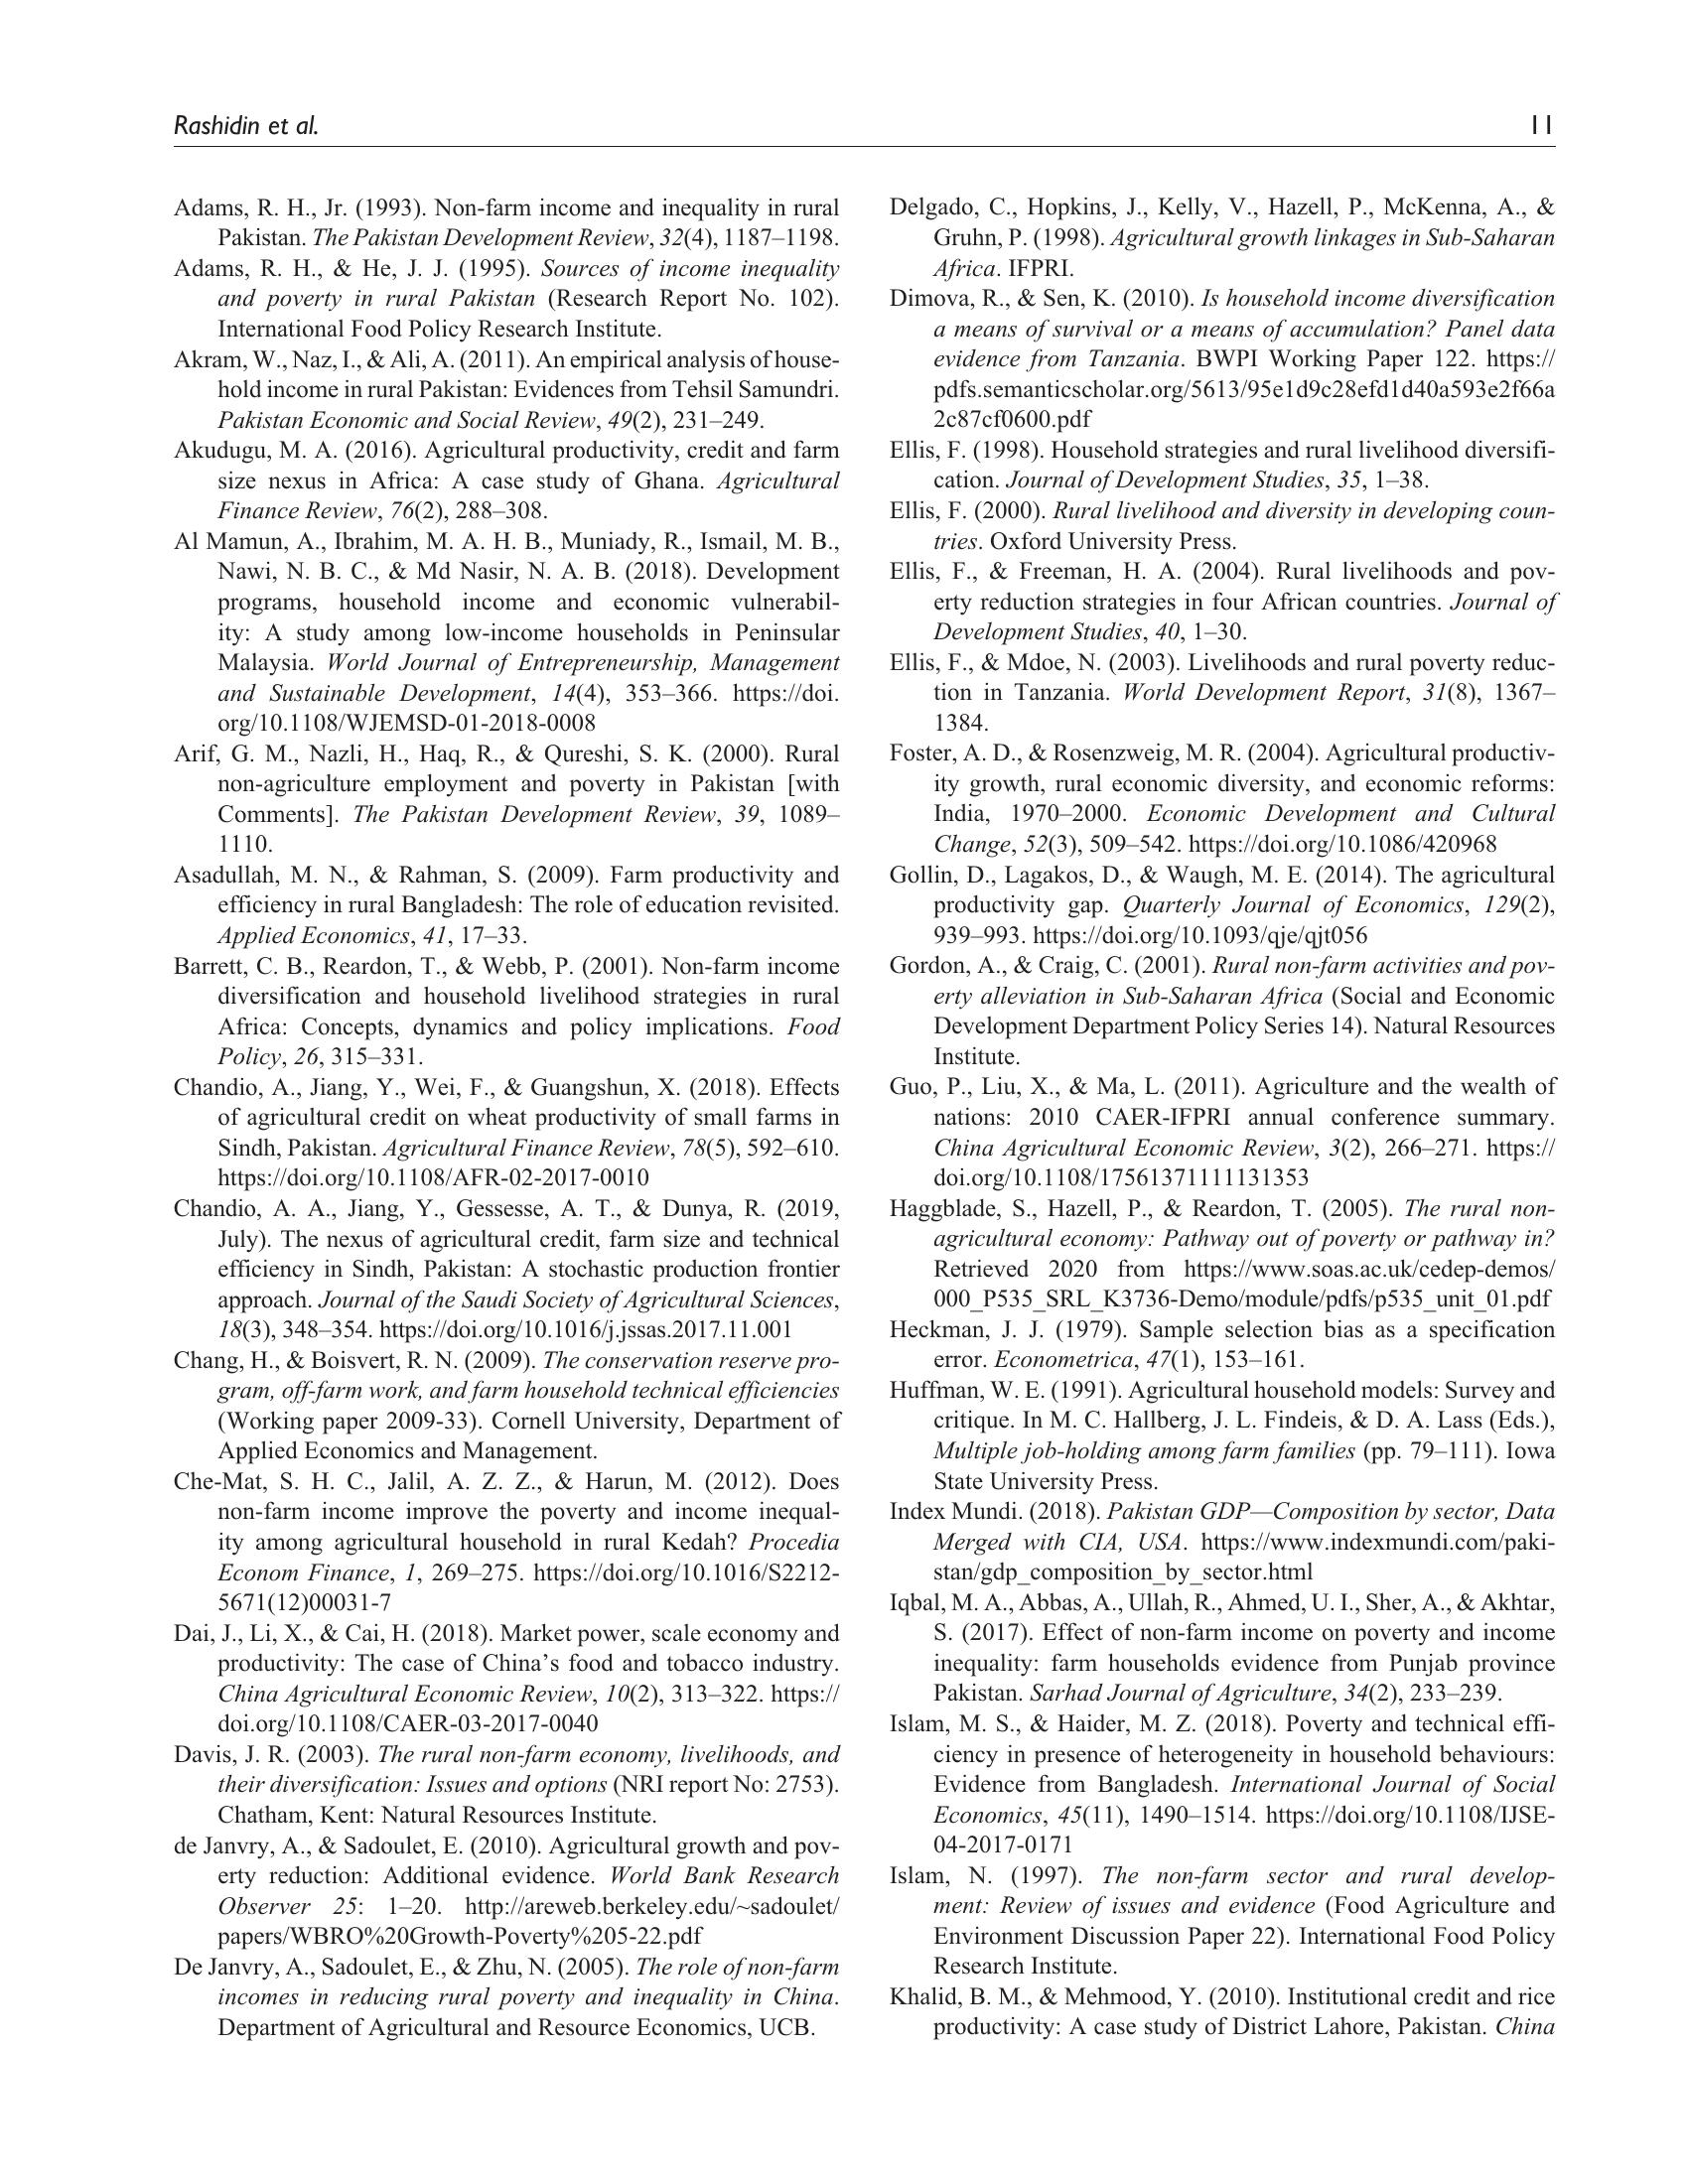 Rashidin et al.
11
Adams, R. H., Jr. (1993). Non-farm income and inequality in rural
Pakistan. The Pakistan Development Review, 32(4), 1187–1198.
Adams, R. H., & He, J. J. (1995). Sources of income inequality
and poverty in rural Pakistan (Research Report No. 102).
International Food Policy Research Institute.
Akram, W., Naz, I., & Ali, A. (2011). An empirical analysis of house-
hold income in rural Pakistan: Evidences from Tehsil Samundri.
Pakistan Economic and Social Review, 49(2), 231–249.
Akudugu, M. A. (2016). Agricultural productivity, credit and farm
size nexus in Africa: A case study of Ghana. Agricultural
Finance Review, 76(2), 288–308.
Al Mamun, A., Ibrahim, M. A. H. B., Muniady, R., Ismail, M. B.,
Nawi, N. B. C., & Md Nasir, N. A. B. (2018). Development
programs, household income and economic vulnerabil-
ity: A study among low-income households in Peninsular
Malaysia. World Journal of Entrepreneurship, Management
and Sustainable Development, 14(4), 353–366. https://doi.
org/10.1108/WJEMSD-01-2018-0008
Arif, G. M., Nazli, H., Haq, R., & Qureshi, S. K. (2000). Rural
non-agriculture employment and poverty in Pakistan [with
Comments]. The Pakistan Development Review, 39, 1089–
1110.
Asadullah, M. N., & Rahman, S. (2009). Farm productivity and
efficiency in rural Bangladesh: The role of education revisited.
Applied Economics, 41, 17–33.
Barrett, C. B., Reardon, T., & Webb, P. (2001). Non-farm income
diversification and household livelihood strategies in rural
Africa: Concepts, dynamics and policy implications. Food
Policy, 26, 315–331.
Chandio, A., Jiang, Y., Wei, F., & Guangshun, X. (2018). Effects
of agricultural credit on wheat productivity of small farms in
Sindh, Pakistan. Agricultural Finance Review, 78(5), 592–610.
https://doi.org/10.1108/AFR-02-2017-0010
Chandio, A. A., Jiang, Y., Gessesse, A. T., & Dunya, R. (2019,
July). The nexus of agricultural credit, farm size and technical
efficiency in Sindh, Pakistan: A stochastic production frontier
approach. Journal of the Saudi Society of Agricultural Sciences,
18(3), 348–354. https://doi.org/10.1016/j.jssas.2017.11.001
Chang, H., & Boisvert, R. N. (2009). The conservation reserve pro-
gram, off-farm work, and farm household technical efficiencies
(Working paper 2009-33). Cornell University, Department of
Applied Economics and Management.
Che-Mat, S. H. C., Jalil, A. Z. Z., & Harun, M. (2012). Does
non-farm income improve the poverty and income inequal-
ity among agricultural household in rural Kedah? Procedia
Econom Finance, 1, 269–275. https://doi.org/10.1016/S2212-
5671(12)00031-7
Dai, J., Li, X., & Cai, H. (2018). Market power, scale economy and
productivity: The case of China’s food and tobacco industry.
China Agricultural Economic Review, 10(2), 313–322. https://
doi.org/10.1108/CAER-03-2017-0040
Davis, J. R. (2003). The rural non-farm economy, livelihoods, and
their diversification: Issues and options (NRI report No: 2753).
Chatham, Kent: Natural Resources Institute.
de Janvry, A., & Sadoulet, E. (2010). Agricultural growth and pov-
erty reduction: Additional evidence. World Bank Research
Observer 25: 1–20. http://areweb.berkeley.edu/~sadoulet/
papers/WBRO%20Growth-Poverty%205-22.pdf
De Janvry, A., Sadoulet, E., & Zhu, N. (2005). The role of non-farm
incomes in reducing rural poverty and inequality in China.
Department of Agricultural and Resource Economics, UCB.
Delgado, C., Hopkins, J., Kelly, V., Hazell, P., McKenna, A., &
Gruhn, P. (1998). Agricultural growth linkages in Sub-Saharan
Africa. IFPRI.
Dimova, R., & Sen, K. (2010). Is household income diversification
a means of survival or a means of accumulation? Panel data
evidence from Tanzania. BWPI Working Paper 122. https://
pdfs.semanticscholar.org/5613/95e1d9c28efd1d40a593e2f66a
2c87cf0600.pdf
Ellis, F. (1998). Household strategies and rural livelihood diversifi-
cation. Journal of Development Studies, 35, 1–38.
Ellis, F. (2000). Rural livelihood and diversity in developing coun-
tries. Oxford University Press.
Ellis, F., & Freeman, H. A. (2004). Rural livelihoods and pov-
erty reduction strategies in four African countries. Journal of
Development Studies, 40, 1–30.
Ellis, F., & Mdoe, N. (2003). Livelihoods and rural poverty reduc-
tion in Tanzania. World Development Report, 31(8), 1367–
1384.
Foster, A. D., & Rosenzweig, M. R. (2004). Agricultural productiv-
ity growth, rural economic diversity, and economic reforms:
India, 1970–2000. Economic Development and Cultural
Change, 52(3), 509–542. https://doi.org/10.1086/420968
Gollin, D., Lagakos, D., & Waugh, M. E. (2014). The agricultural
productivity gap. Quarterly Journal of Economics, 129(2),
939–993. https://doi.org/10.1093/qje/qjt056
Gordon, A., & Craig, C. (2001). Rural non-farm activities and pov-
erty alleviation in Sub-Saharan Africa (Social and Economic
Development Department Policy Series 14). Natural Resources
Institute.
Guo, P., Liu, X., & Ma, L. (2011). Agriculture and the wealth of
nations: 2010 CAER-IFPRI annual conference summary.
China Agricultural Economic Review, 3(2), 266–271. https://
doi.org/10.1108/17561371111131353
Haggblade, S., Hazell, P., & Reardon, T. (2005). The rural non-
agricultural economy: Pathway out of poverty or pathway in?
Retrieved 2020 from https://www.soas.ac.uk/cedep-demos/
000_P535_SRL_K3736-Demo/module/pdfs/p535_unit_01.pdf
Heckman, J. J. (1979). Sample selection bias as a specification
error. Econometrica, 47(1), 153–161.
Huffman, W. E. (1991). Agricultural household models: Survey and
critique. In M. C. Hallberg, J. L. Findeis, & D. A. Lass (Eds.),
Multiple job-holding among farm families (pp. 79–111). Iowa
State University Press.
Index Mundi. (2018). Pakistan GDP—Composition by sector, Data
Merged with CIA, USA. https://www.indexmundi.com/paki-
stan/gdp_composition_by_sector.html
Iqbal, M. A., Abbas, A., Ullah, R., Ahmed, U. I., Sher, A., & Akhtar,
S. (2017). Effect of non-farm income on poverty and income
inequality: farm households evidence from Punjab province
Pakistan. Sarhad Journal of Agriculture, 34(2), 233–239.
Islam, M. S., & Haider, M. Z. (2018). Poverty and technical effi-
ciency in presence of heterogeneity in household behaviours:
Evidence from Bangladesh. International Journal of Social
Economics, 45(11), 1490–1514. https://doi.org/10.1108/IJSE-
04-2017-0171
Islam, N. (1997). The non-farm sector and rural develop-
ment: Review of issues and evidence (Food Agriculture and
Environment Discussion Paper 22). International Food Policy
Research Institute.
Khalid, B. M., & Mehmood, Y. (2010). Institutional credit and rice
productivity: A case study of District Lahore, Pakistan. China